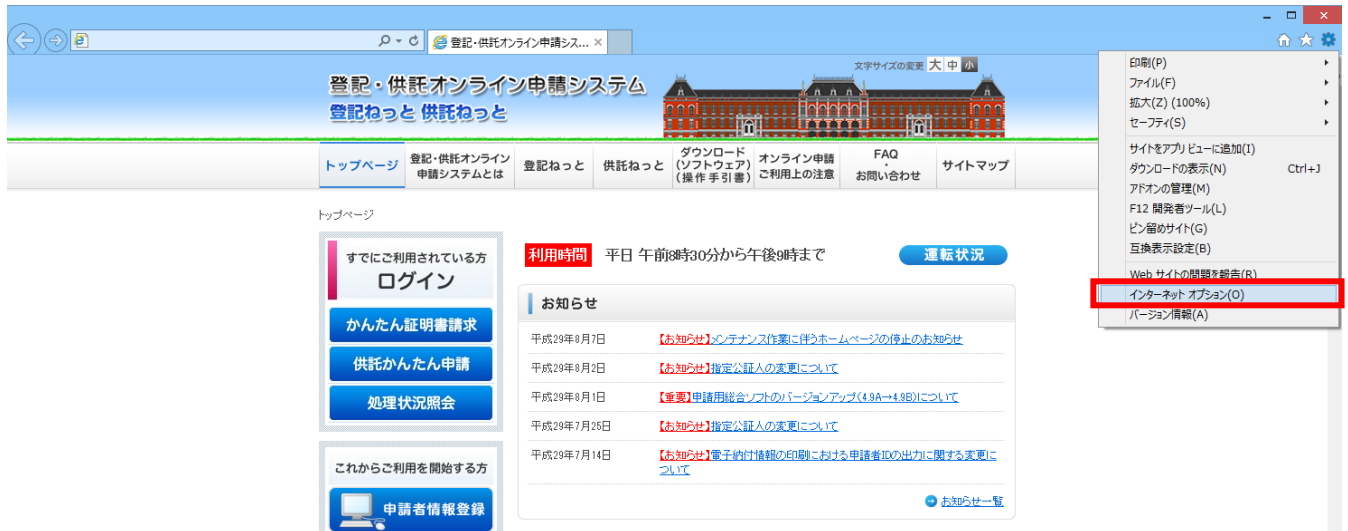 登記・供託オンライン申請シス... ×
文字サイズの変更 大 中 小
登記・供託オンライン申請システム
登記ねっと 供託ねっと
トップページ
登記・供託オンライン
申請システムとは
登記ねっと
供託ねっと
ダウンロード
(ソフトウェア)
(操作手引書)
オンライン申請
ご利用上の注意
FAQ
・
お問い合わせ
サイトマップ
トップページ
すでにご利用されている方
ログイン
かんたん証明書請求
供託かんたん申請
処理状況照会
これからご利用を開始する方
申請者情報登録
利用時間 平日 午前8時30分から午後9時まで
運転状況
お知らせ
平成29年8月7日 【お知らせ】メンテナンス作業に伴うホームページの停止のお知らせ
平成29年8月2日 【お知らせ】指定公証人の変更について
平成29年8月1日 【重要】申請用総合ソフトのバージョンアップ(4.9A→4.9B)について
平成29年7月25日 【お知らせ】指定公証人の変更について
平成29年7月14日 【お知らせ】電子納付情報の印刷における申請者IDの出力に関する変更に
ついて
お知らせ一覧
印刷(P)
ファイル(F)
拡大(Z) (100%)
セーフティ(S)
サイトをアプリ ビューに追加(I)
ダウンロードの表示(N) Ctrl+J
アドオンの管理(M)
F12 開発者ツール(L)
ピン留めサイト(G)
互換表示設定(B)
Web サイトの問題を報告(R)
インターネット オプション(O)
バージョン情報(A)